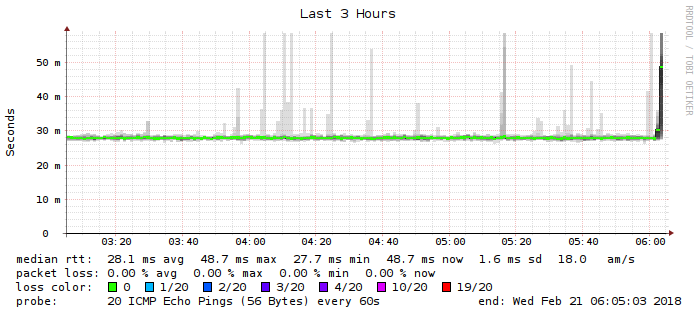 Last 3 Hours
RRDTOOL / TOBI OETIKER
Seconds
50 m
40 m
30 m
20 m
10 m
0
03:20 03:40 04:00 04:20 04:40 05:00 05:20 05:40 06:00
median rtt: 28.1 ms avg 48.7 ms max 27.7 ms min 48.7 ms now 1.6 ms sd 18.0 am/s
packet loss: 0.00 % avg 0.00 % max 0.00 % min 0.00 % now
loss color: 0 1/20 2/20 3/20 4/20 10/20 19/20
probe: 20 ICMP Echo Pings (56 Bytes) every 60s end: Wed Feb 21 06:05:03 2018